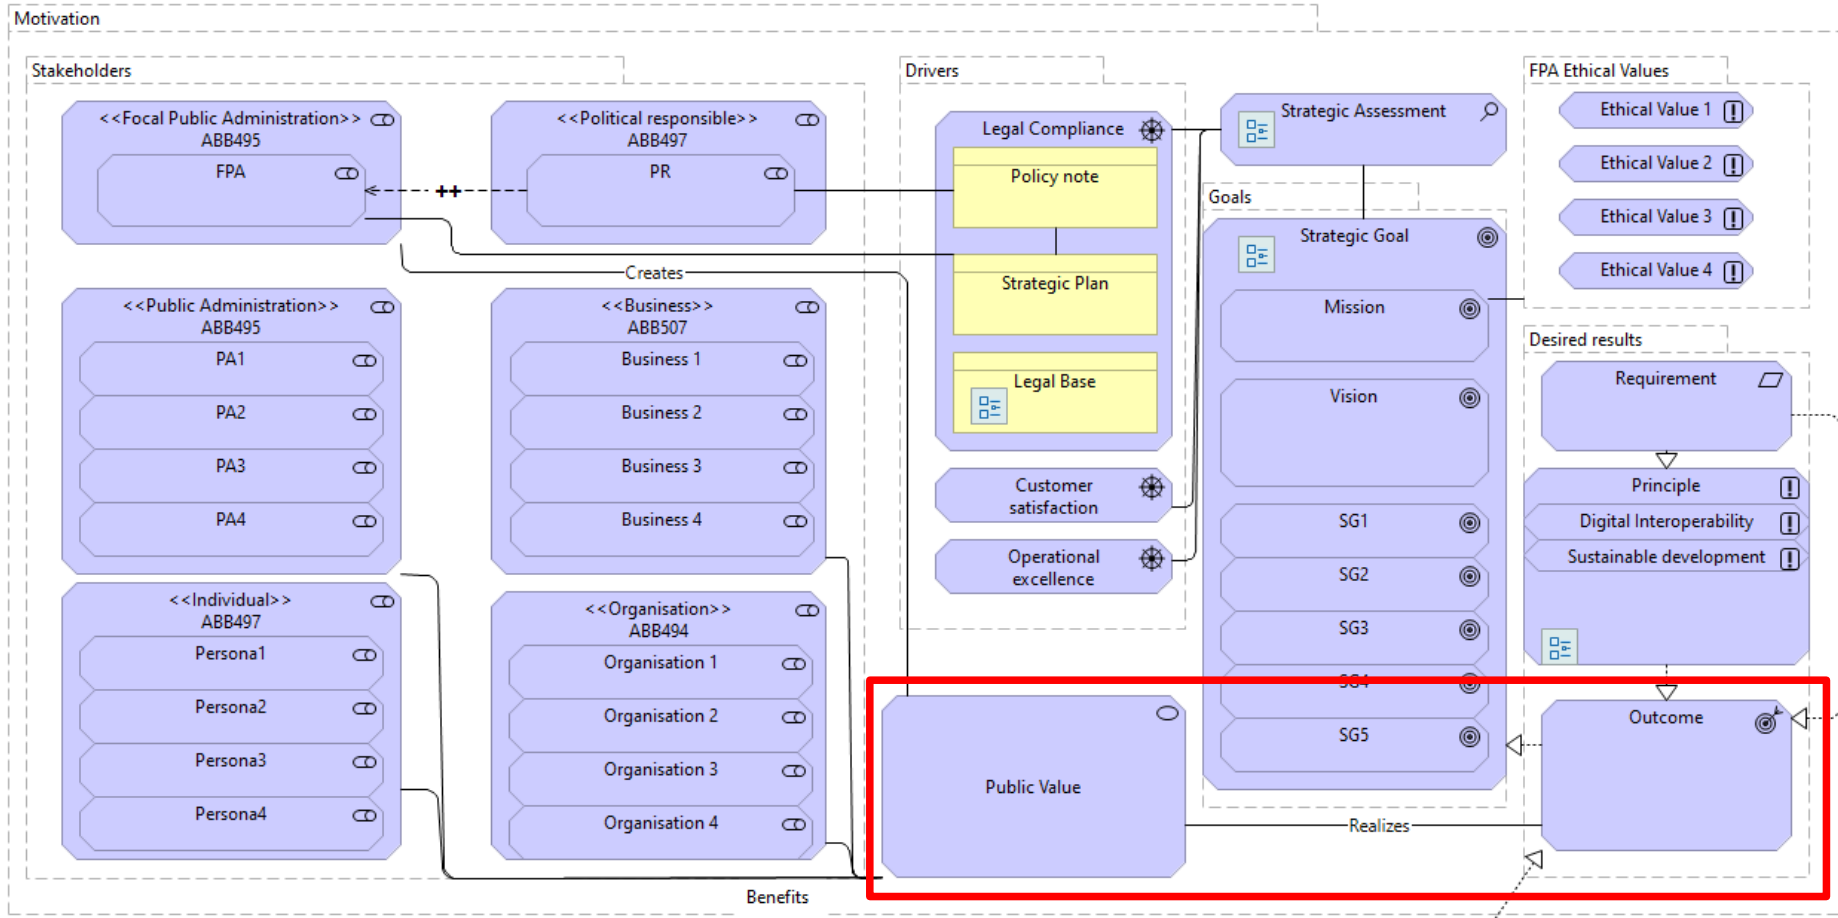 Motivation
Stakeholders
<<Focal Public Administration>>
ABB495
FPA
++
<<Political responsible>>
ABB497
PR
Creates
<<Public Administration>>
ABB495
PA1
PA2
PA3
PA4
<<Business>>
ABB507
Business 1
Business 2
Business 3
Business 4
<<Individual>>
ABB497
Persona1
Persona2
Persona3
Persona4
<<Organisation>>
ABB494
Organisation 1
Organisation 2
Organisation 3
Organisation 4
Benefits
Drivers
Legal Compliance
Policy note
Strategic Plan
Legal Base
Customer
satisfaction
Operational
excellence
Strategic Assessment
Goals
Strategic Goal
Mission
Vision
SG1
SG2
SG3
SG4
SG5
FPA Ethical Values
Ethical Value 1
Ethical Value 2
Ethical Value 3
Ethical Value 4
Desired results
Requirement
Principle
Digital Interoperability
Sustainable development
Outcome
Public Value
Realizes